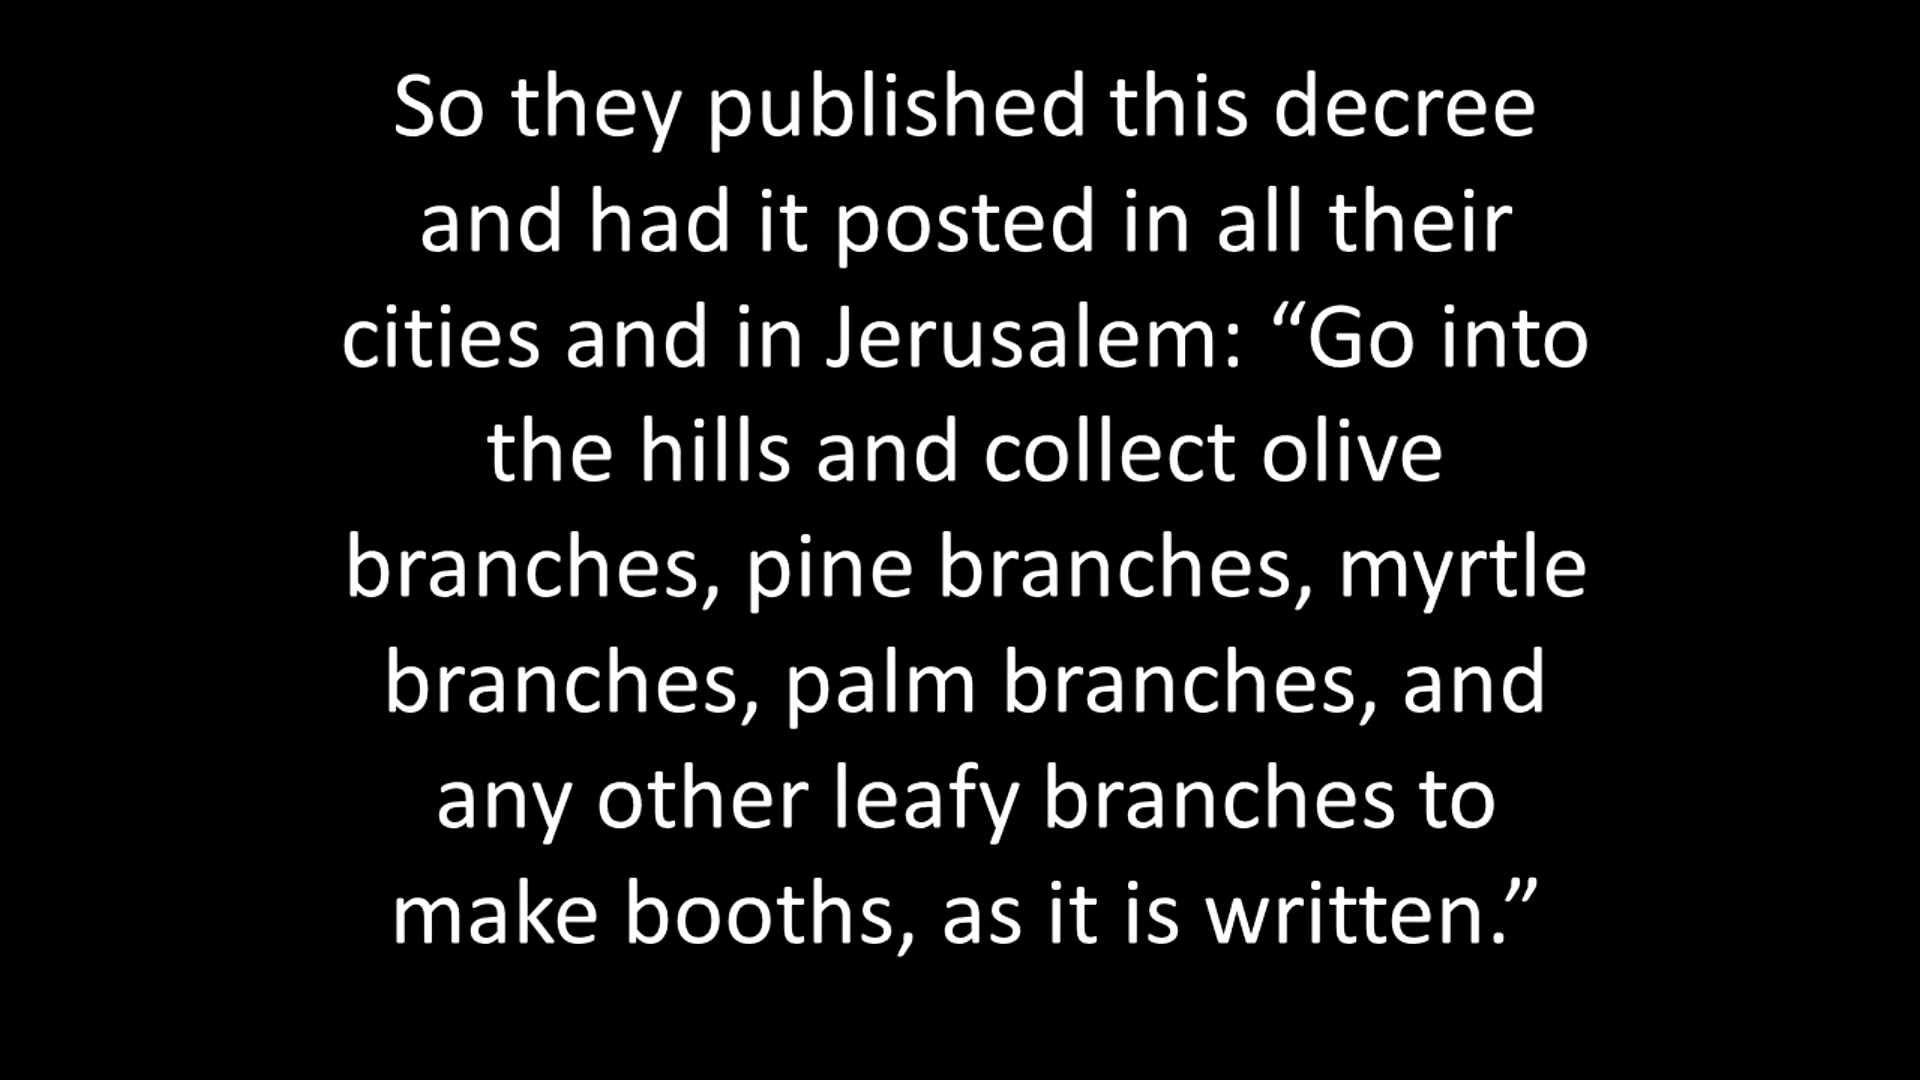 So they published this decree
and had it posted in all their
cities and in Jerusalem: “Go into
the hills and collect olive
branches, pine branches, myrtle
branches, palm branches, and
any other leafy branches to
make booths, as it is written.”